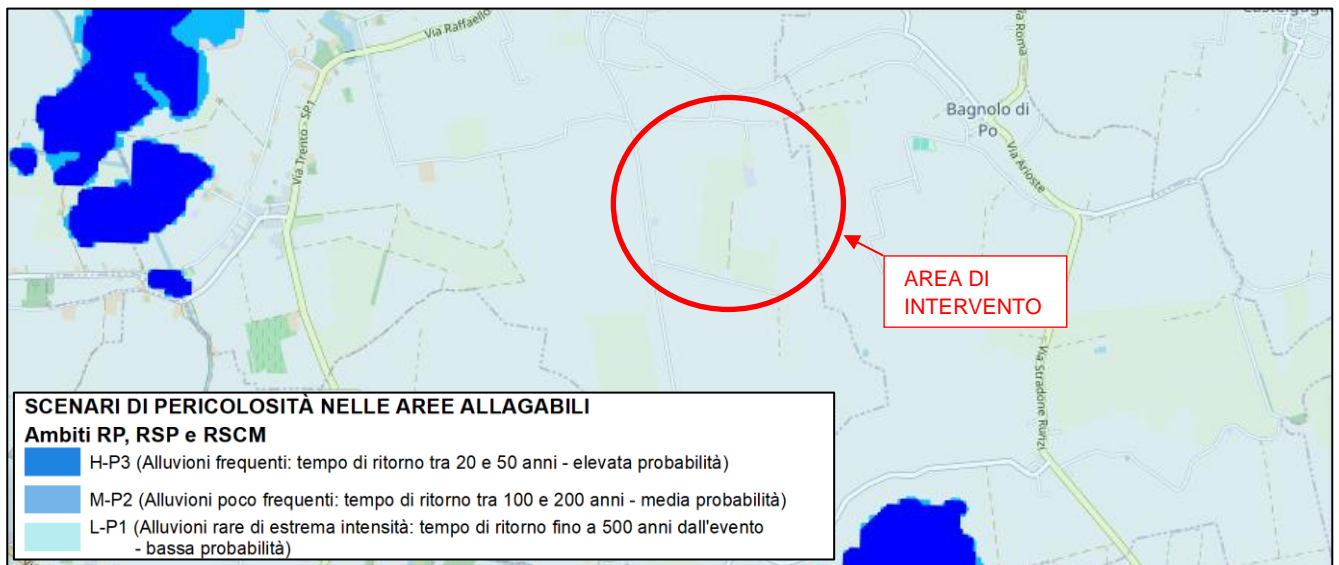 Via Raffaello
Via Roma
Bagnolo di
Po
Via Trento - SP1
Via Arioste
AREA DI
INTERVENTO
Via Stradone Runzi
SCENARI DI PERICOLOSITÀ NELLE AREE ALLAGABILI
Ambiti RP, RSP e RSCM
H-P3 (Alluvioni frequenti: tempo di ritorno tra 20 e 50 anni - elevata probabilità)
M-P2 (Alluvioni poco frequenti: tempo di ritorno tra 100 e 200 anni - media probabilità)
L-P1 (Alluvioni rare di estrema intensità: tempo di ritorno fino a 500 anni dall'evento
- bassa probabilità)